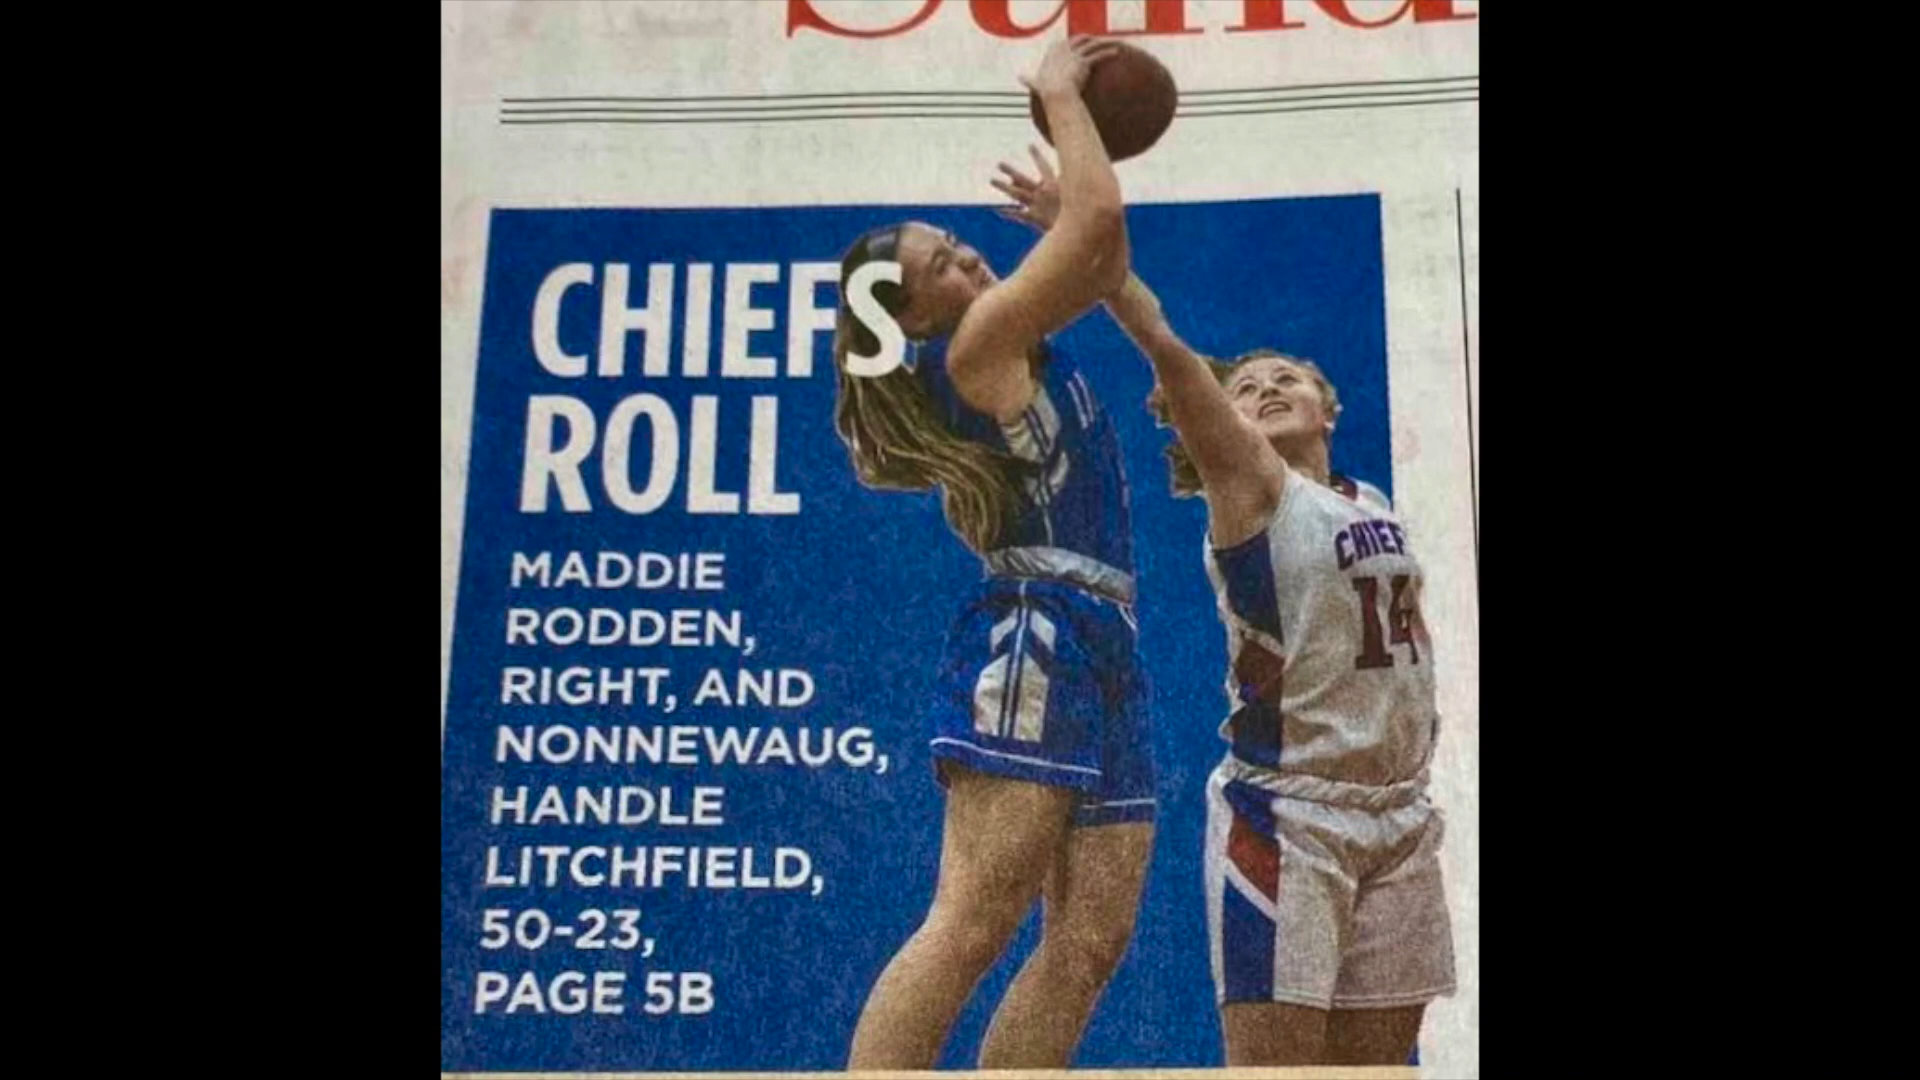 CHIEFS
ROLL
MADDIE
RODDEN,
RIGHT, AND
NONNEWAUG,
HANDLE
LITCHFIELD,
50-23,
PAGE 5B
CHIEF
14